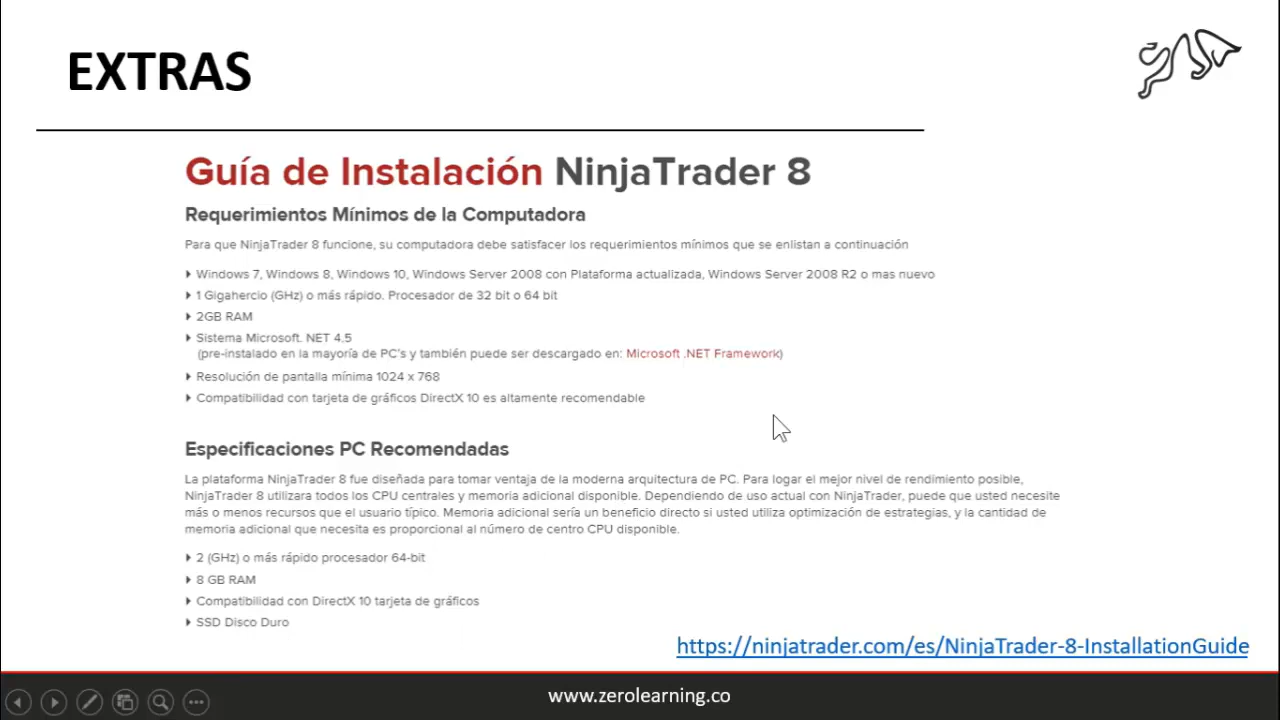 EXTRAS
Guía de Instalación NinjaTrader 8
Requerimientos Mínimos de la Computadora
Para que NinjaTrader 8 funcione, su computadora debe satisfacer los requerimientos mínimos que se enlistan a continuación
Windows 7, Windows 8, Windows 10, Windows Server 2008 con Plataforma actualizada, Windows Server 2008 R2 o mas nuevo
1 Gigahercio (GHz) o más rápido. Procesador de 32 bit o 64 bit
2GB RAM
Sistema Microsoft. NET 4.5
(pre-instalado en la mayoría de PC's y también puede ser descargado en: Microsoft .NET Framework)
Resolución de pantalla mínima 1024 x 768
Compatibilidad con tarjeta de gráficos DirectX 10 es altamente recomendable
Especificaciones PC Recomendadas
La plataforma NinjaTrader 8 fue diseñada para tomar ventaja de la moderna arquitectura de PC. Para logar el mejor nivel de rendimiento posible,
NinjaTrader 8 utilizara todos los CPU centrales y memoria adicional disponible. Dependiendo de uso actual con NinjaTrader, puede que usted necesite
más o menos recursos que el usuario típico. Memoria adicional sería un beneficio directo si usted utiliza optimización de estrategias, y la cantidad de
memoria adicional que necesita es proporcional al número de centro CPU disponible.
2 (GHz) o más rápido procesador 64-bit
8 GB RAM
Compatibilidad con DirectX 10 tarjeta de gráficos
SSD Disco Duro
https://ninjatrader.com/es/NinjaTrader-8-InstallationGuide
www.zerolearning.co